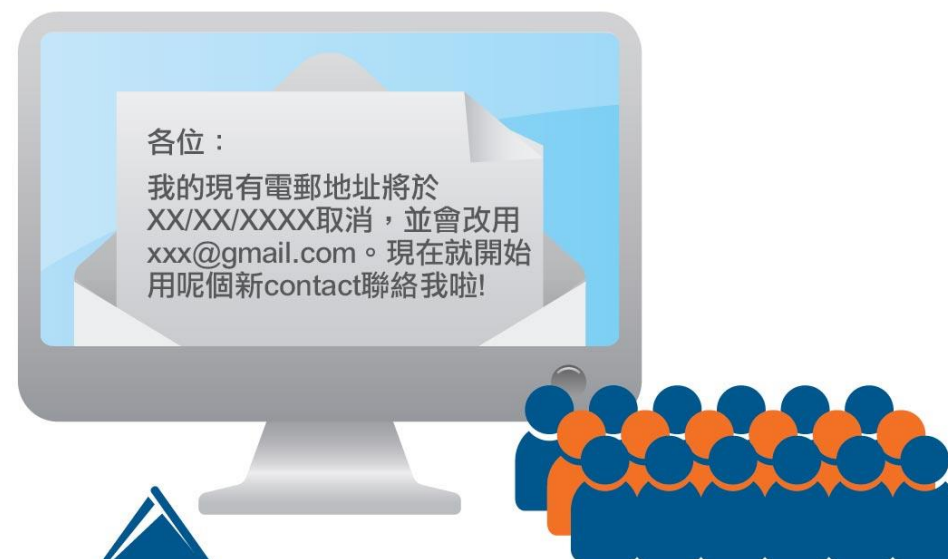 各位：
我的現有電郵地址將於
XX/XX/XXXX取消，並會改用
xxx@gmail.com。現在就開始
用呢個新contact聯絡我啦!